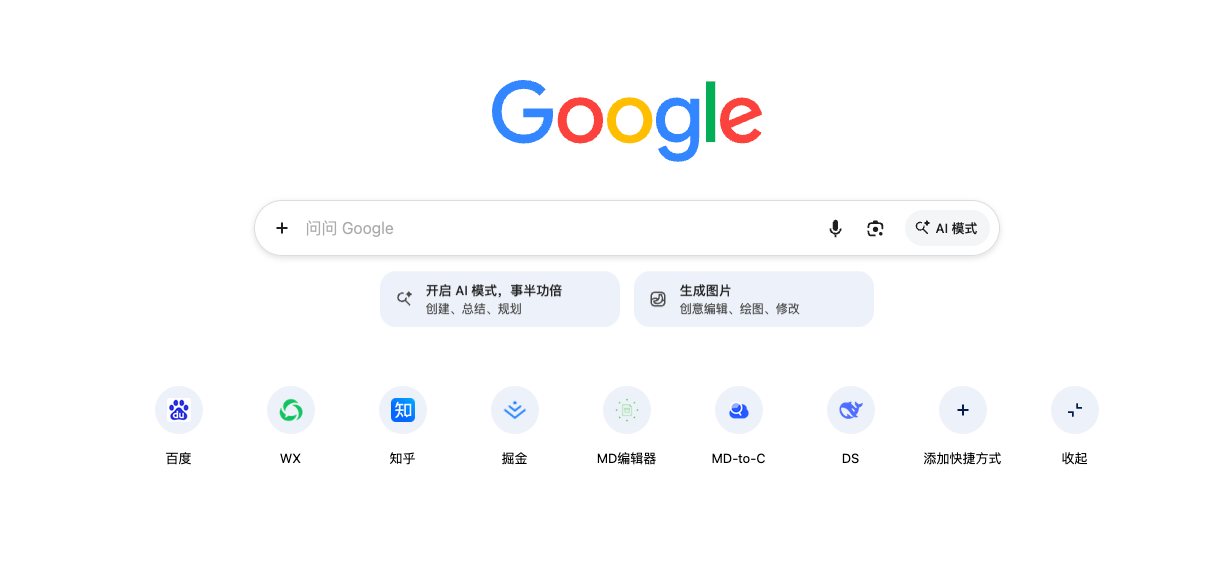 Google
问问 Google
AI 模式
开启 AI 模式，事半功倍
创建、总结、规划
生成图片
创意编辑、绘图、修改
du
知
百度
WX
知乎
掘金
MD编辑器
MD-to-C
DS
添加快捷方式
收起